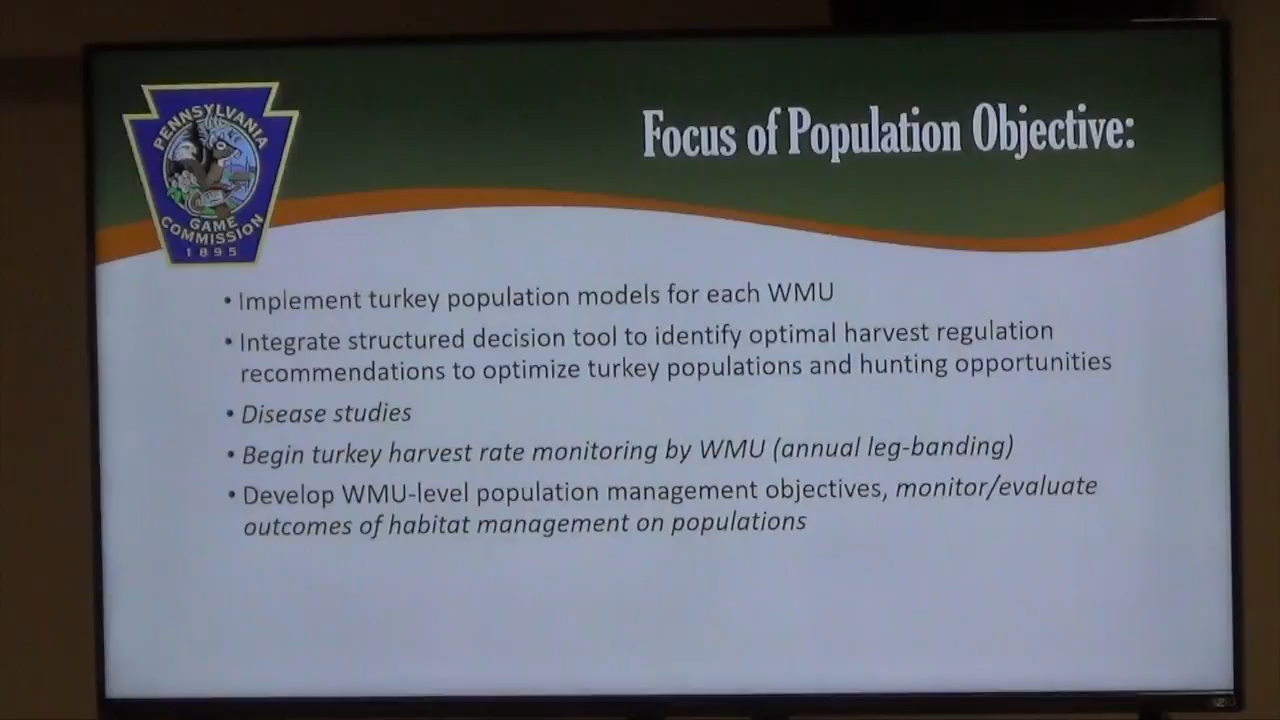 PENNSYLVANIA
GAME
COMMISSION
1895
Focus of Population Objective:
• Implement turkey population models for each WMU
• Integrate structured decision tool to identify optimal harvest regulation
recommendations to optimize turkey populations and hunting opportunities
• Disease studies
• Begin turkey harvest rate monitoring by WMU (annual leg-banding)
• Develop WMU-level population management objectives, monitor/evaluate
outcomes of habitat management on populations